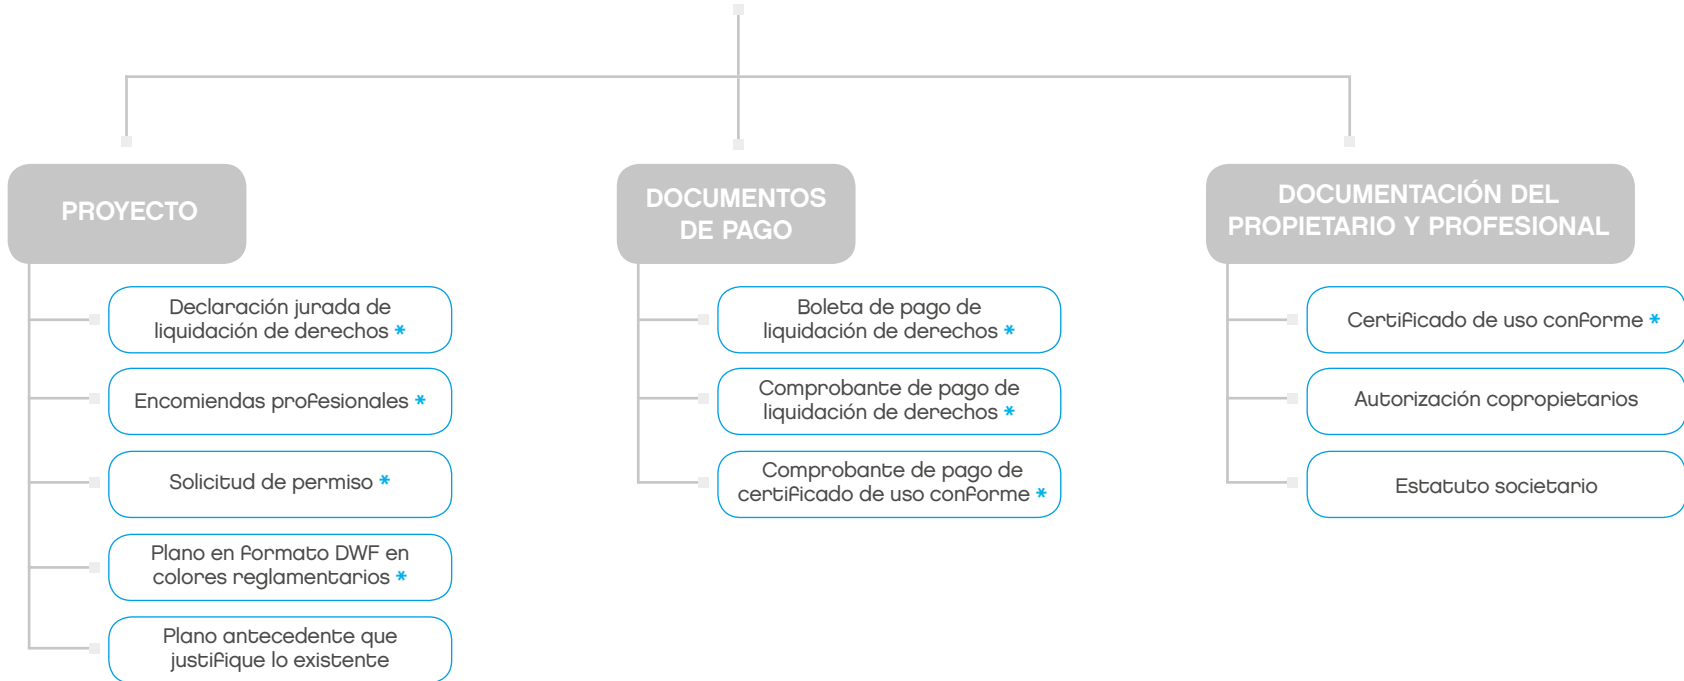 PROYECTO
Declaración jurada de
liquidación de derechos *
Encomiendas profesionales *
Solicitud de permiso *
Plano en formato DWF en
colores reglamentarios *
Plano antecedente que
justifique lo existente
DOCUMENTOS
DE PAGO
Boleta de pago de
liquidación de derechos *
Comprobante de pago de
liquidación de derechos *
Comprobante de pago de
certificado de uso conforme *
DOCUMENTACIÓN DEL
PROPIETARIO Y PROFESIONAL
Certificado de uso conforme *
Autorización copropietarios
Estatuto societario